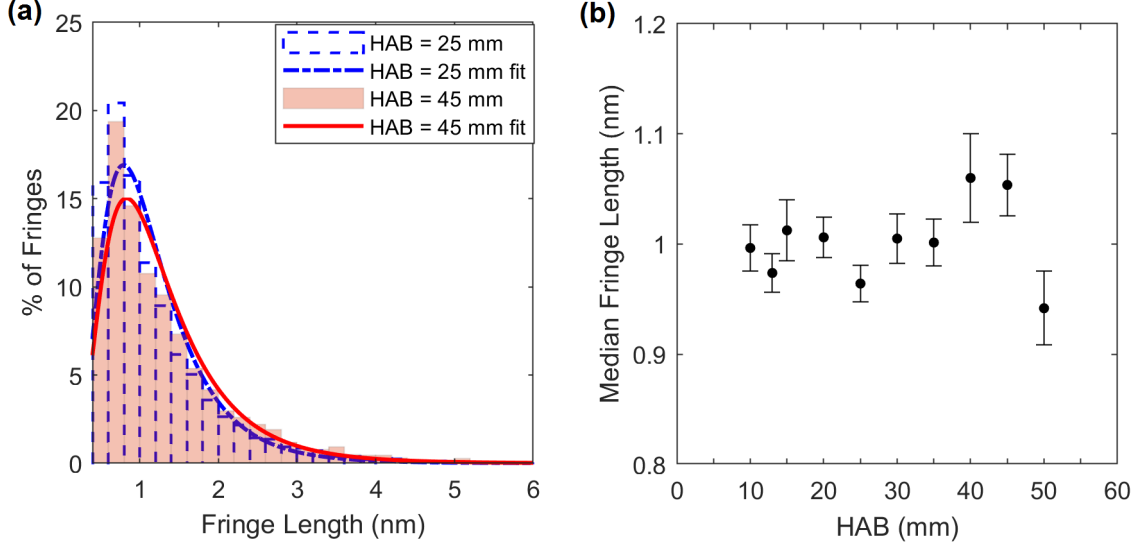 (a)
25
20
15
10
5
0
% of Fringes
HAB = 25 mm
HAB = 25 mm fit
HAB = 45 mm
HAB = 45 mm fit
1 2 3 4 5 6
Fringe Length (nm)
(b)
1.2
1.1
1
0.9
0.8
Median Fringe Length (nm)
0 10 20 30 40 50 60
HAB (mm)